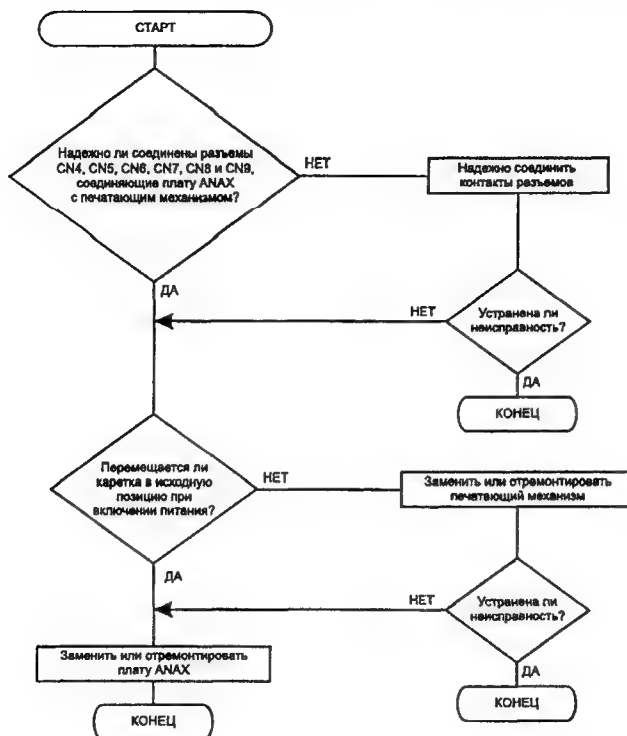 СТАРТ
Надежно ли соединены разъемы
CN4, CN5, CN6, CN7, CN8 и CN9,
соединяющие плату ANAX
с печатающим механизмом?
НЕТ
Надежно соединить
контакты разъемов
ДА
НЕТ
Устранена ли
неисправность?
ДА
КОНЕЦ
Перемещается ли
каретка в исходную
позицию при
включении питания?
НЕТ
Заменить или отремонтировать
печатающий механизм
ДА
НЕТ
Устранена ли
неисправность?
ДА
КОНЕЦ
Заменить или отремонтировать
плату ANAX
КОНЕЦ